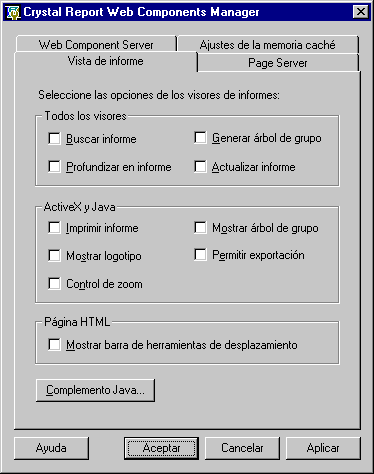 Crystal Report Web Components Manager
Web Component Server Ajustes de la memoria caché
Vista de informe Page Server
Seleccione las opciones de los visores de informes:
Todos los visores
Buscar informe Generar árbol de grupo
Profundizar en informe Actualizar informe
ActiveX y Java
Imprimir informe Mostrar árbol de grupo
Mostrar logotipo Permitir exportación
Control de zoom
Página HTML
Mostrar barra de herramientas de desplazamiento
Complemento Java...
Ayuda Aceptar Cancelar Aplicar